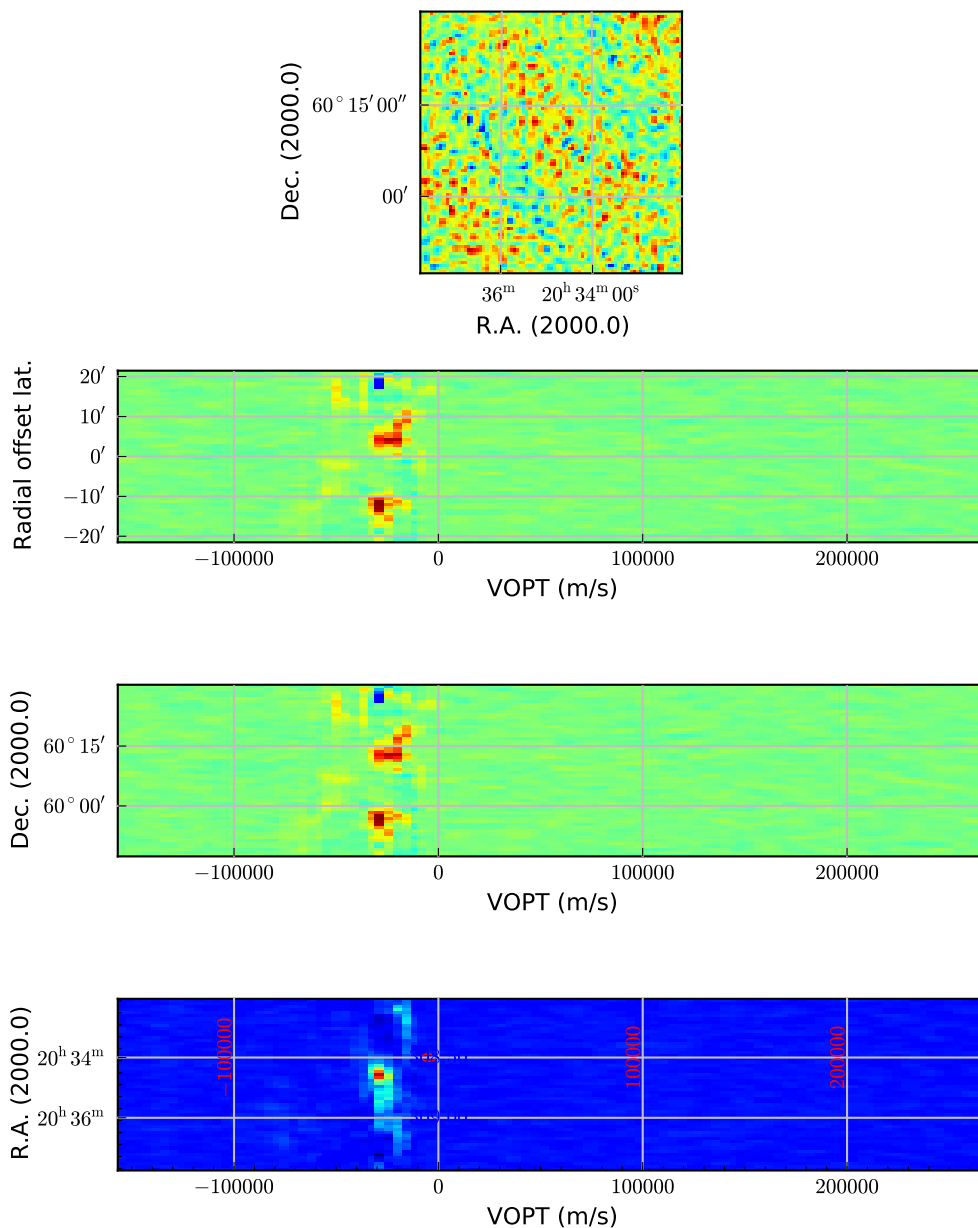 Dec. (2000.0)
60° 15′ 00″
00′
36ᵐ 20ʰ 34ᵐ 00ˢ
R.A. (2000.0)
Radial offset lat.
20′
10′
0′
−10′
−20′
−100000 0 100000 200000
VOPT (m/s)
Dec. (2000.0)
60° 15′
60° 00′
−100000 0 100000 200000
VOPT (m/s)
R.A. (2000.0)
20ʰ 34ᵐ
20ʰ 36ᵐ
−100000 100000 200000
−100000 0 100000 200000
VOPT (m/s)